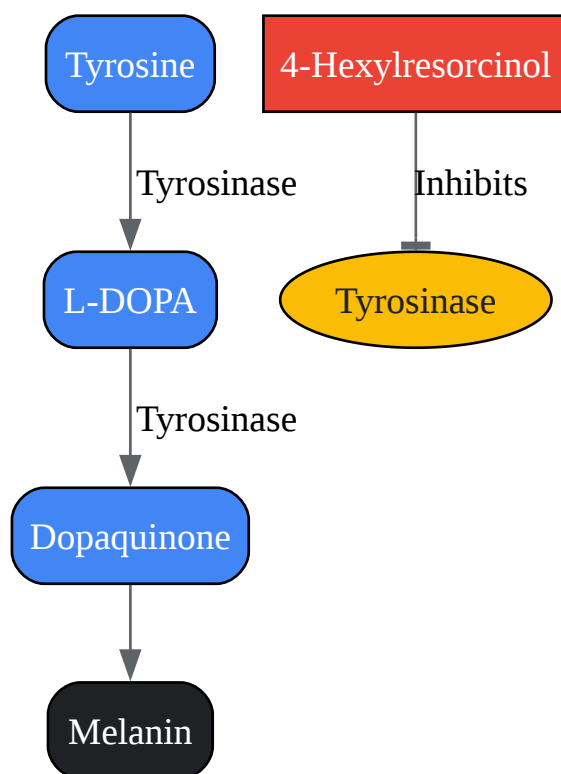 Tyrosine
4-Hexylresorcinol
Tyrosinase
Inhibits
L-DOPA
Tyrosinase
Tyrosinase
Dopaquinone
Melanin